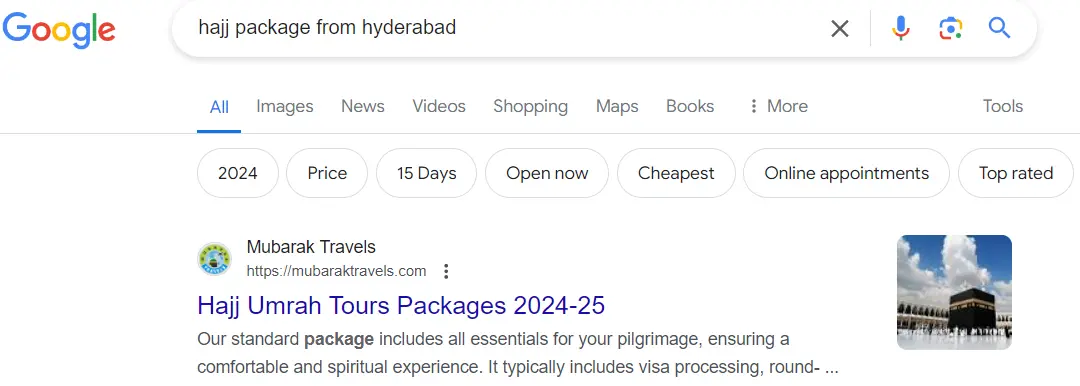 Google
hajj package from hyderabad
All Images News Videos Shopping Maps Books More Tools
2024 Price 15 Days Open now Cheapest Online appointments Top rated
Mubarak Travels
https://mubaraktravels.com
Hajj Umrah Tours Packages 2024-25
Our standard package includes all essentials for your pilgrimage, ensuring a
comfortable and spiritual experience. It typically includes visa processing, round- ...